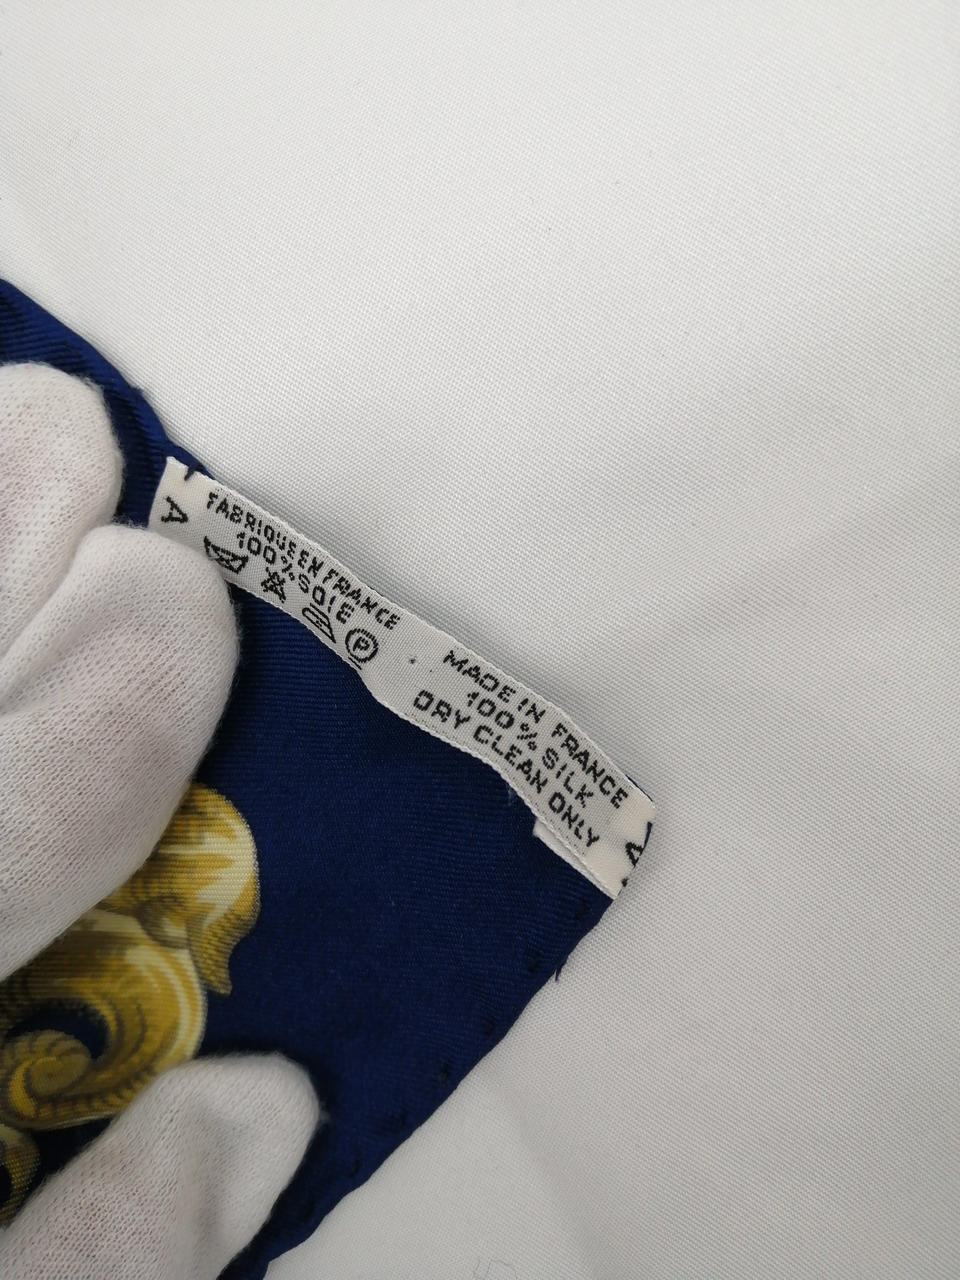 A
FABRIQUE EN FRANCE
100% SOIE
P
MADE IN FRANCE
100% SILK
DRY CLEAN ONLY